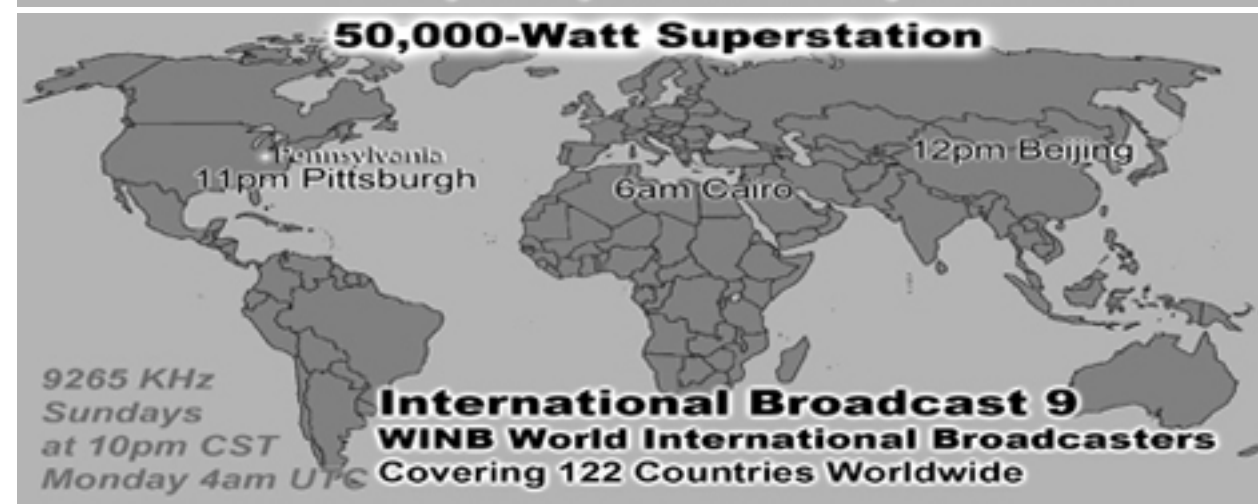 50,000-Watt Superstation
Pennsylvania
11pm Pittsburgh
6am Cairo
12pm Beijing
9265 KHz
Sundays
at 10pm CST
Monday 4am UTC
International Broadcast 9
WINB World International Broadcasters
Covering 122 Countries Worldwide